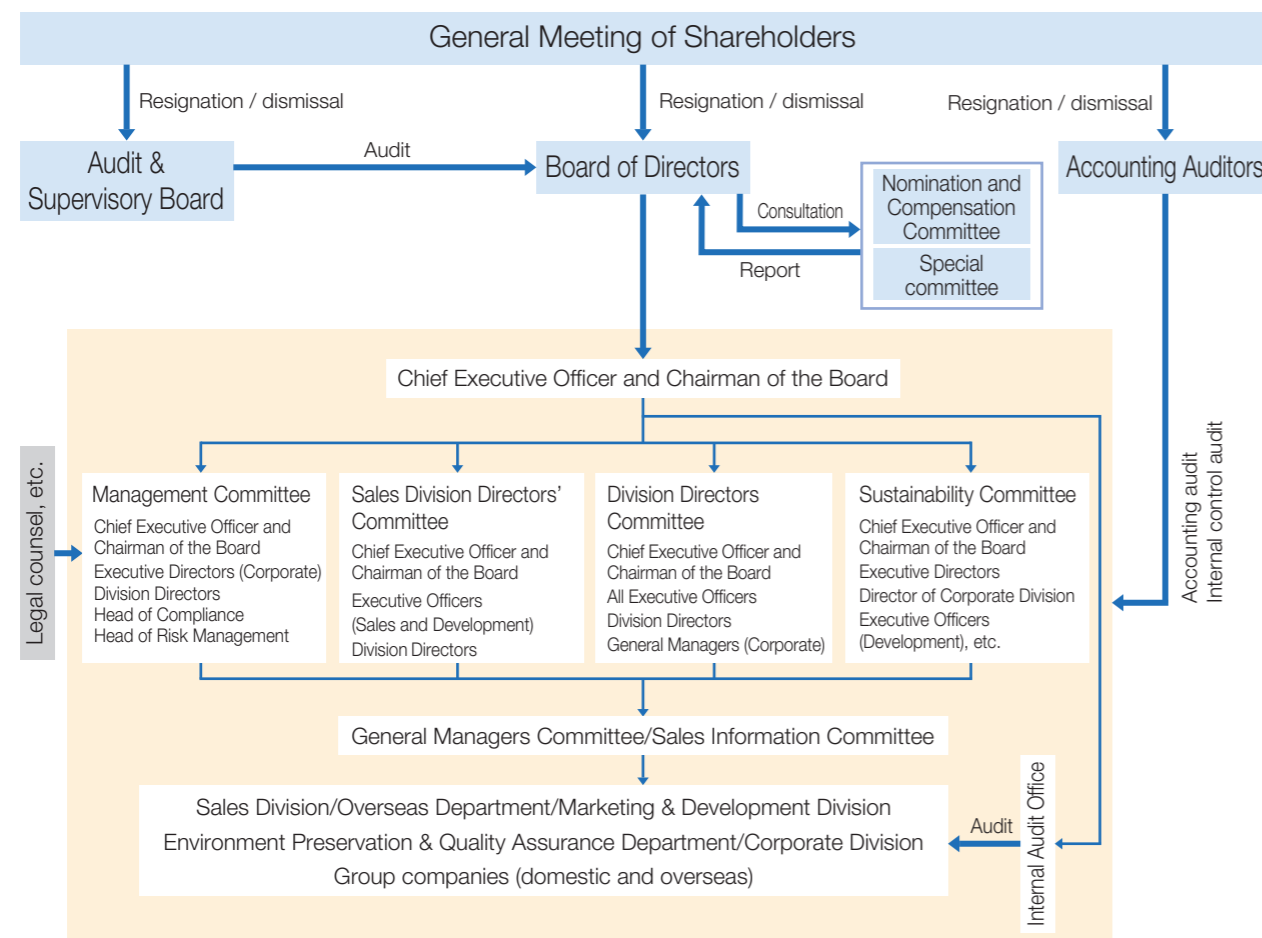 General Meeting of Shareholders
Resignation / dismissal
Resignation / dismissal
Resignation / dismissal
Audit &
Supervisory Board
Audit
Board of Directors
Consultation
Report
Nomination and
Compensation
Committee
Special
committee
Accounting Auditors
Chief Executive Officer and Chairman of the Board
Accounting audit
Internal control audit
Legal counsel, etc.
Management Committee
Chief Executive Officer and
Chairman of the Board
Executive Directors (Corporate)
Division Directors
Head of Compliance
Head of Risk Management
Sales Division Directors'
Committee
Chief Executive Officer and
Chairman of the Board
Executive Officers
(Sales and Development)
Division Directors
Division Directors
Committee
Chief Executive Officer and
Chairman of the Board
All Executive Officers
Division Directors
General Managers (Corporate)
Sustainability Committee
Chief Executive Officer and
Chairman of the Board
Executive Directors
Director of Corporate Division
Executive Officers
(Development), etc.
General Managers Committee/Sales Information Committee
Sales Division/Overseas Department/Marketing & Development Division
Environment Preservation & Quality Assurance Department/Corporate Division
Group companies (domestic and overseas)
Audit
Internal Audit Office